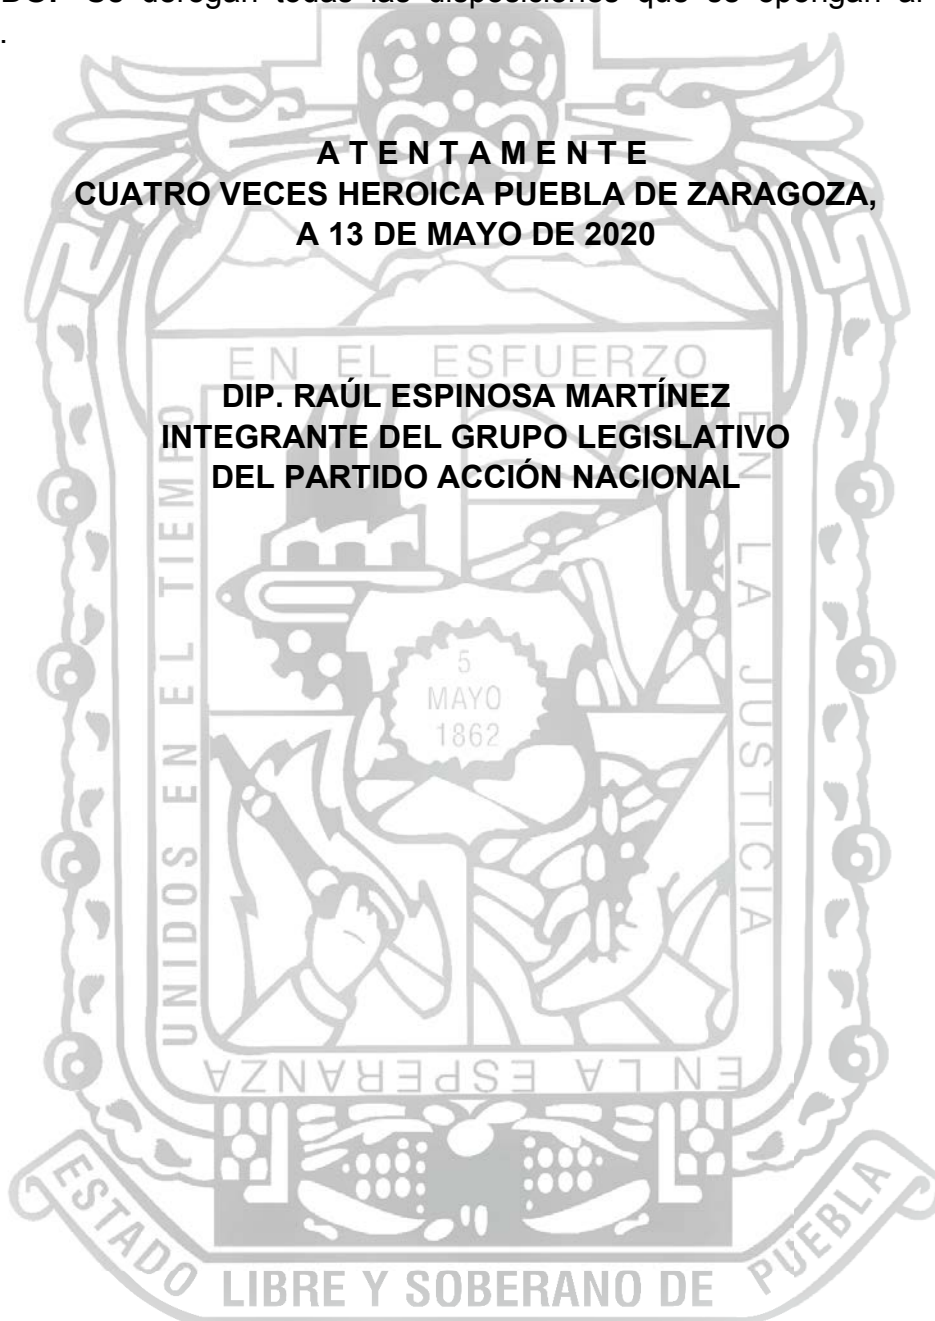 Se derogan todas las disposiciones que se opongan al
.
A T E N T A M E N T E
CUATRO VECES HEROICA PUEBLA DE ZARAGOZA,
A 13 DE MAYO DE 2020
EN EL ESFUERZO
DIP. RAÚL ESPINOSA MARTÍNEZ
INTEGRANTE DEL GRUPO LEGISLATIVO
DEL PARTIDO ACCIÓN NACIONAL
UNIDOS EN EL TIEMPO
EN LA JUSTICIA
5
MAYO
1862
EN LA ESPERANZA
ESTADO LIBRE Y SOBERANO DE PUEBLA